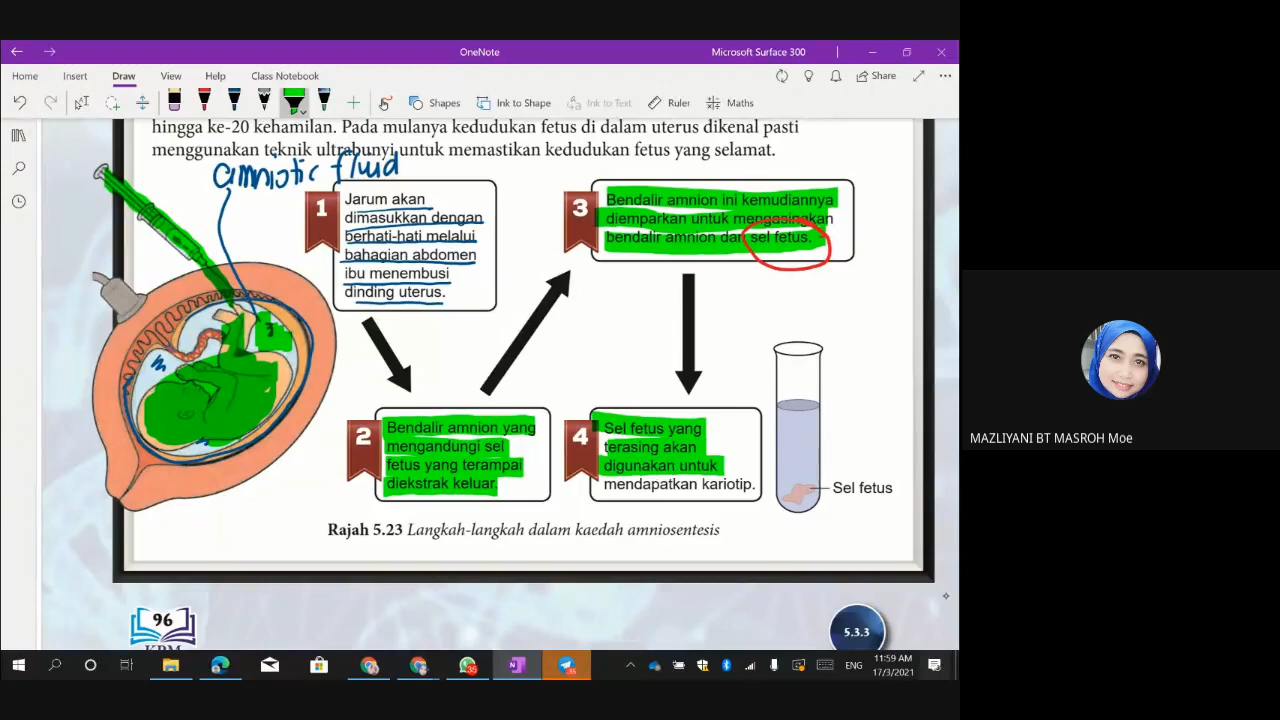 OneNote
Microsoft Surface 300
Home Insert Draw View Help Class Notebook
Share
Shapes Ink to Shape Ink to Text Ruler Maths
hingga ke-20 kehamilan. Pada mulanya kedudukan fetus di dalam uterus dikenal pasti
menggunakan teknik ultrabunyi untuk memastikan kedudukan fetus yang selamat.
amniotic fluid
1
Jarum akan
dimasukkan dengan
berhati-hati melalui
bahagian abdomen
ibu menembusi
dinding uterus.
3
Bendalir amnion ini kemudiannya
diemparkan untuk mengasingkan
bendalir amnion dan sel fetus.
2
Bendalir amnion yang
mengandungi sel
fetus yang terampai
diekstrak keluar.
4
Sel fetus yang
terasing akan
digunakan untuk
mendapatkan kariotip.
Sel fetus
Rajah 5.23 Langkah-langkah dalam kaedah amniosentesis
96
KPM
5.3.3
MAZLIYANI BT MASROH Moe
ENG
11:59 AM
17/3/2021